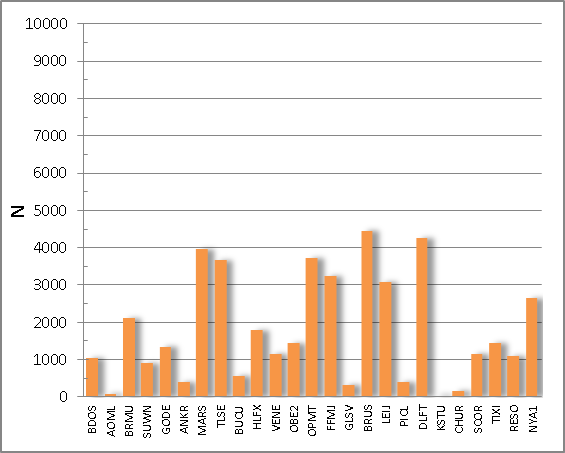 10000
9000
8000
7000
6000
5000
4000
3000
2000
1000
0
N
BDOS
AOML
BRMU
SUWN
GODE
ANKR
MARS
TLSE
BUCU
HLFX
VENE
OBE2
OPMT
FFMJ
GLSV
BRUS
LEIJ
PICL
DLFT
KSTU
CHUR
SCOR
TIXI
RESO
NYA1